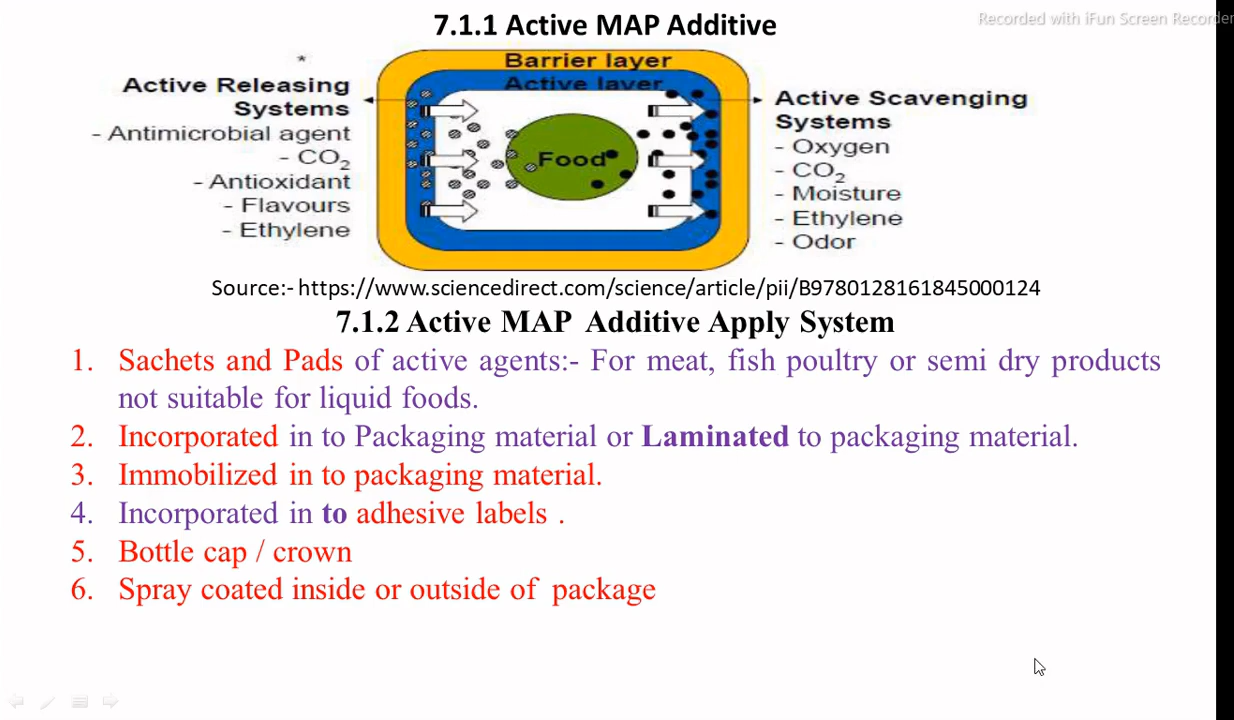 Recorded with iFun Screen Recorder
7.1.1 Active MAP Additive
*
Barrier layer
Active layer
Active Releasing
Systems
- Antimicrobial agent
- CO₂
- Antioxidant
- Flavours
- Ethylene
Food
Active Scavenging
Systems
- Oxygen
- CO₂
- Moisture
- Ethylene
- Odor
Source:- https://www.sciencedirect.com/science/article/pii/B9780128161845000124
7.1.2 Active MAP Additive Apply System
1. Sachets and Pads of active agents:- For meat, fish poultry or semi dry products
not suitable for liquid foods.
2. Incorporated in to Packaging material or Laminated to packaging material.
3. Immobilized in to packaging material.
4. Incorporated in to adhesive labels .
5. Bottle cap / crown
6. Spray coated inside or outside of package